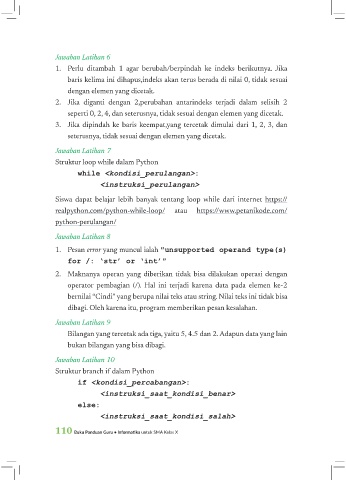 Jawaban Latihan 6
1. Perlu ditambah 1 agar berubah/berpindah ke indeks berikutnya. Jika
baris kelima ini dihapus,indeks akan terus berada di nilai 0, tidak sesuai
dengan elemen yang dicetak.
2. Jika diganti dengan 2,perubahan antarindeks terjadi dalam selisih 2
seperti 0, 2, 4, dan seterusnya, tidak sesuai dengan elemen yang dicetak.
3. Jika dipindah ke baris keempat,yang tercetak dimulai dari 1, 2, 3, dan
seterusnya, tidak sesuai dengan elemen yang dicetak.
Jawaban Latihan 7
Struktur loop while dalam Python
while <kondisi_perulangan>:
<instruksi_perulangan>
Siswa dapat belajar lebih banyak tentang loop while dari internet https://
realpython.com/python-while-loop/ atau https://www.petanikode.com/
python-perulangan/
Jawaban Latihan 8
1. Pesan error yang muncul ialah "unsupported operand type(s)
for /: ‘str’ or ‘int’"
2. Maknanya operan yang diberikan tidak bisa dilakukan operasi dengan
operator pembagian (/). Hal ini terjadi karena data pada elemen ke-2
bernilai “Cindi” yang berupa nilai teks atau string. Nilai teks ini tidak bisa
dibagi. Oleh karena itu, program memberikan pesan kesalahan.
Jawaban Latihan 9
Bilangan yang tercetak ada tiga, yaitu 5, 4.5 dan 2. Adapun data yang lain
bukan bilangan yang bisa dibagi.
Jawaban Latihan 10
Struktur branch if dalam Python
if <kondisi_percabangan>:
<instruksi_saat_kondisi_benar>
else:
<instruksi_saat_kondisi_salah>
110 Buku Panduan Guru • Informatika untuk SMA Kelas X